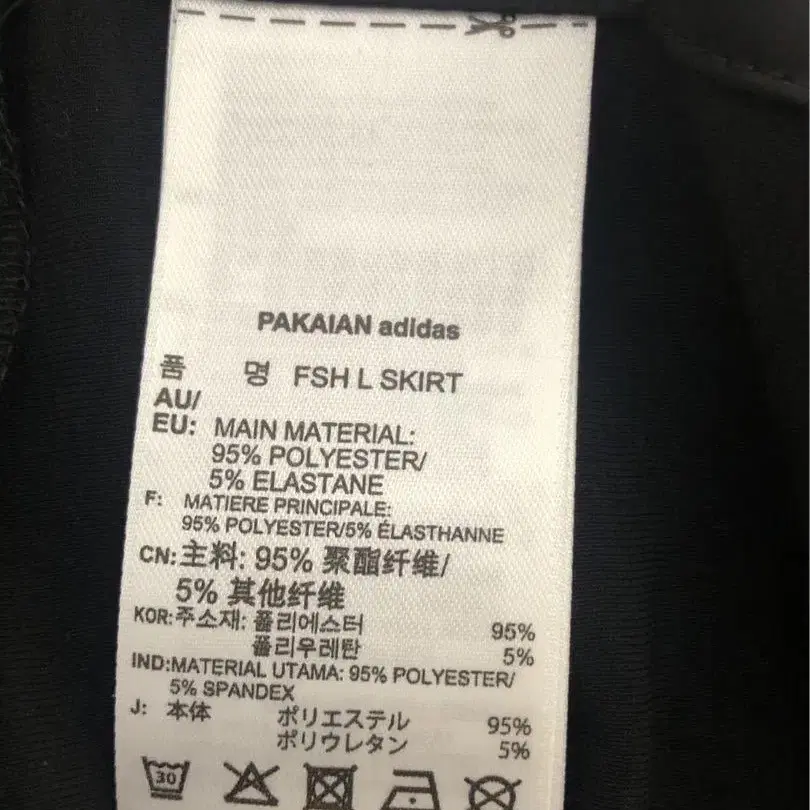 PAKAIAN adidas
품 명 FSH L SKIRT
AU/
EU: MAIN MATERIAL:
95% POLYESTER/
5% ELASTANE
F: MATIERE PRINCIPALE:
95% POLYESTER/5% ÉLASTHANNE
CN: 主料: 95% 聚酯纤维/
5% 其他纤维
KOR: 주소재: 폴리에스터 95%
폴리우레탄 5%
IND: MATERIAL UTAMA: 95% POLYESTER/
5% SPANDEX
J: 本体 ポリエステル 95%
ポリウレタン 5%
30